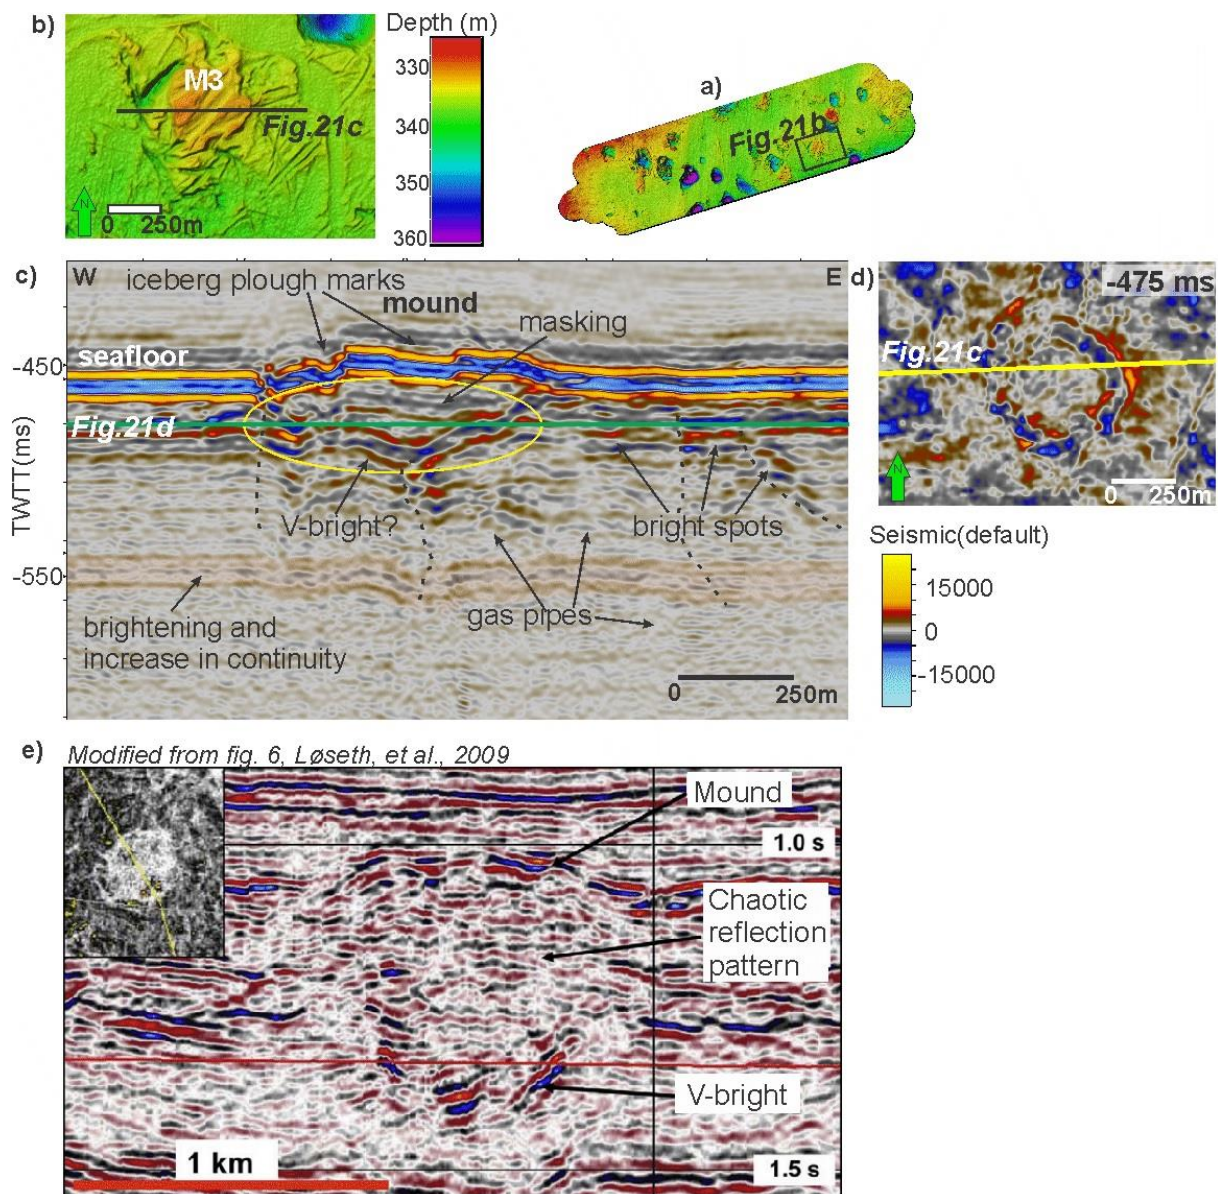 b)
M3
Fig.21c
N
0 250m
Depth (m)
330
340
350
360
a)
Fig.21b
c)
W
E
iceberg plough marks
mound
masking
seafloor
-450
Fig.21d
TWTT(ms)
V-bright?
bright spots
-550
gas pipes
brightening and
increase in continuity
0 250m
d)
-475 ms
Fig.21c
N
0 250m
Seismic(default)
15000
0
-15000
e)
Modified from fig. 6, Løseth, et al., 2009
Mound
1.0 s
Chaotic
reflection
pattern
V-bright
1 km
1.5 s